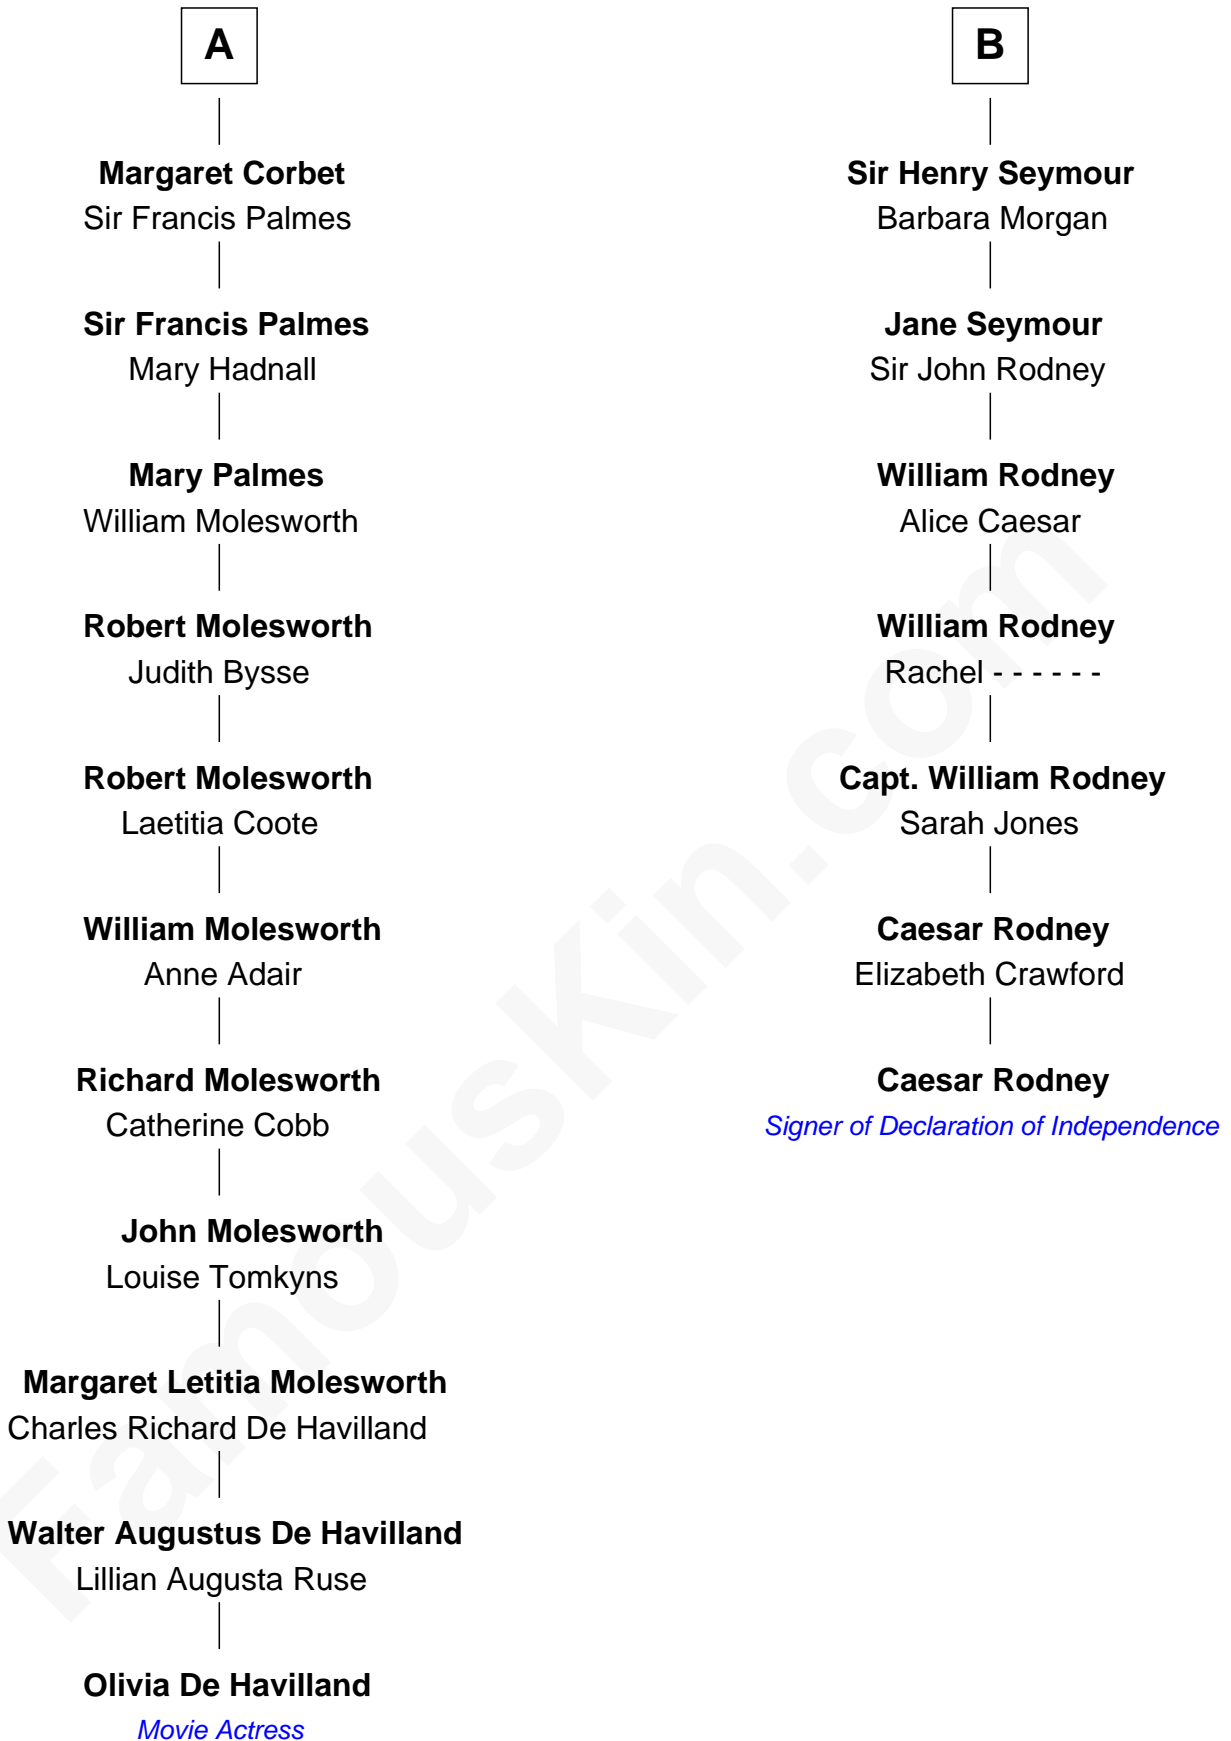 A
Margaret Corbet
Sir Francis Palmes
Sir Francis Palmes
Mary Hadnall
Mary Palmes
William Molesworth
Robert Molesworth
Judith Bysse
Robert Molesworth
Laetitia Coote
William Molesworth
Anne Adair
Richard Molesworth
Catherine Cobb
John Molesworth
Louise Tomkyns
Margaret Letitia Molesworth
Charles Richard De Havilland
Walter Augustus De Havilland
Lillian Augusta Ruse
Olivia De Havilland
Movie Actress
B
Sir Henry Seymour
Barbara Morgan
Jane Seymour
Sir John Rodney
William Rodney
Alice Caesar
William Rodney
Rachel - - - - - -
Capt. William Rodney
Sarah Jones
Caesar Rodney
Elizabeth Crawford
Caesar Rodney
Signer of Declaration of Independence
FamousKin.com